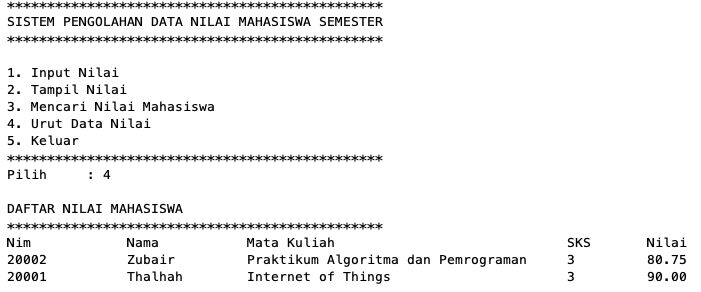 ***********************************************
SISTEM PENGOLAHAN DATA NILAI MAHASISWA SEMESTER
***********************************************
1. Input Nilai
2. Tampil Nilai
3. Mencari Nilai Mahasiswa
4. Urut Data Nilai
5. Keluar
***********************************************
Pilih     : 4
DAFTAR NILAI MAHASISWA
***********************************************
Nim            Nama           Mata Kuliah                             SKS       Nilai
20002          Zubair         Praktikum Algoritma dan Pemrograman     3         80.75
20001          Thalhah        Internet of Things                      3         90.00